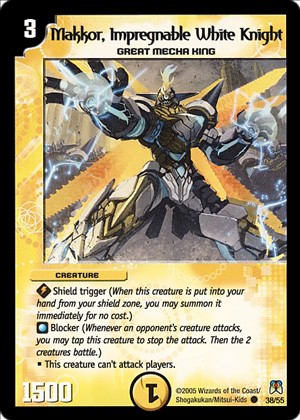 3 Makkor, Impregnable White Knight
GREAT MECHA KING
CREATURE
Shield trigger (When this creature is put into your
hand from your shield zone, you may summon it
immediately for no cost.)
Blocker (Whenever an opponent's creature attacks,
you may tap this creature to stop the attack. Then the 2
creatures battle.)
▪ This creature can't attack players.
1500
1
©2005 Wizards of the Coast/
Shogakukan/Mitsui-Kids
38/55